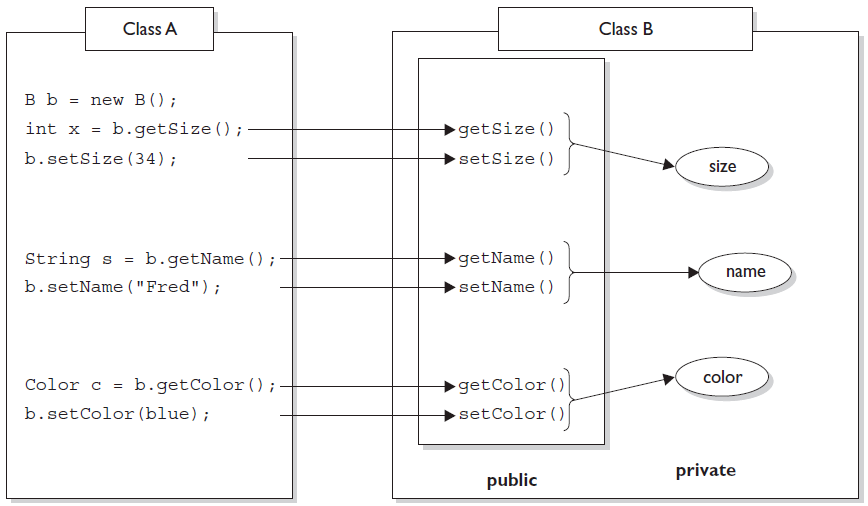 Class A
B b = new B();
int x = b.getSize();
b.setSize(34);
String s = b.getName();
b.setName("Fred");
Color c = b.getColor();
b.setColor(blue);
Class B
getSize()
setSize()
getName()
setName()
getColor()
setColor()
public
size
name
color
private